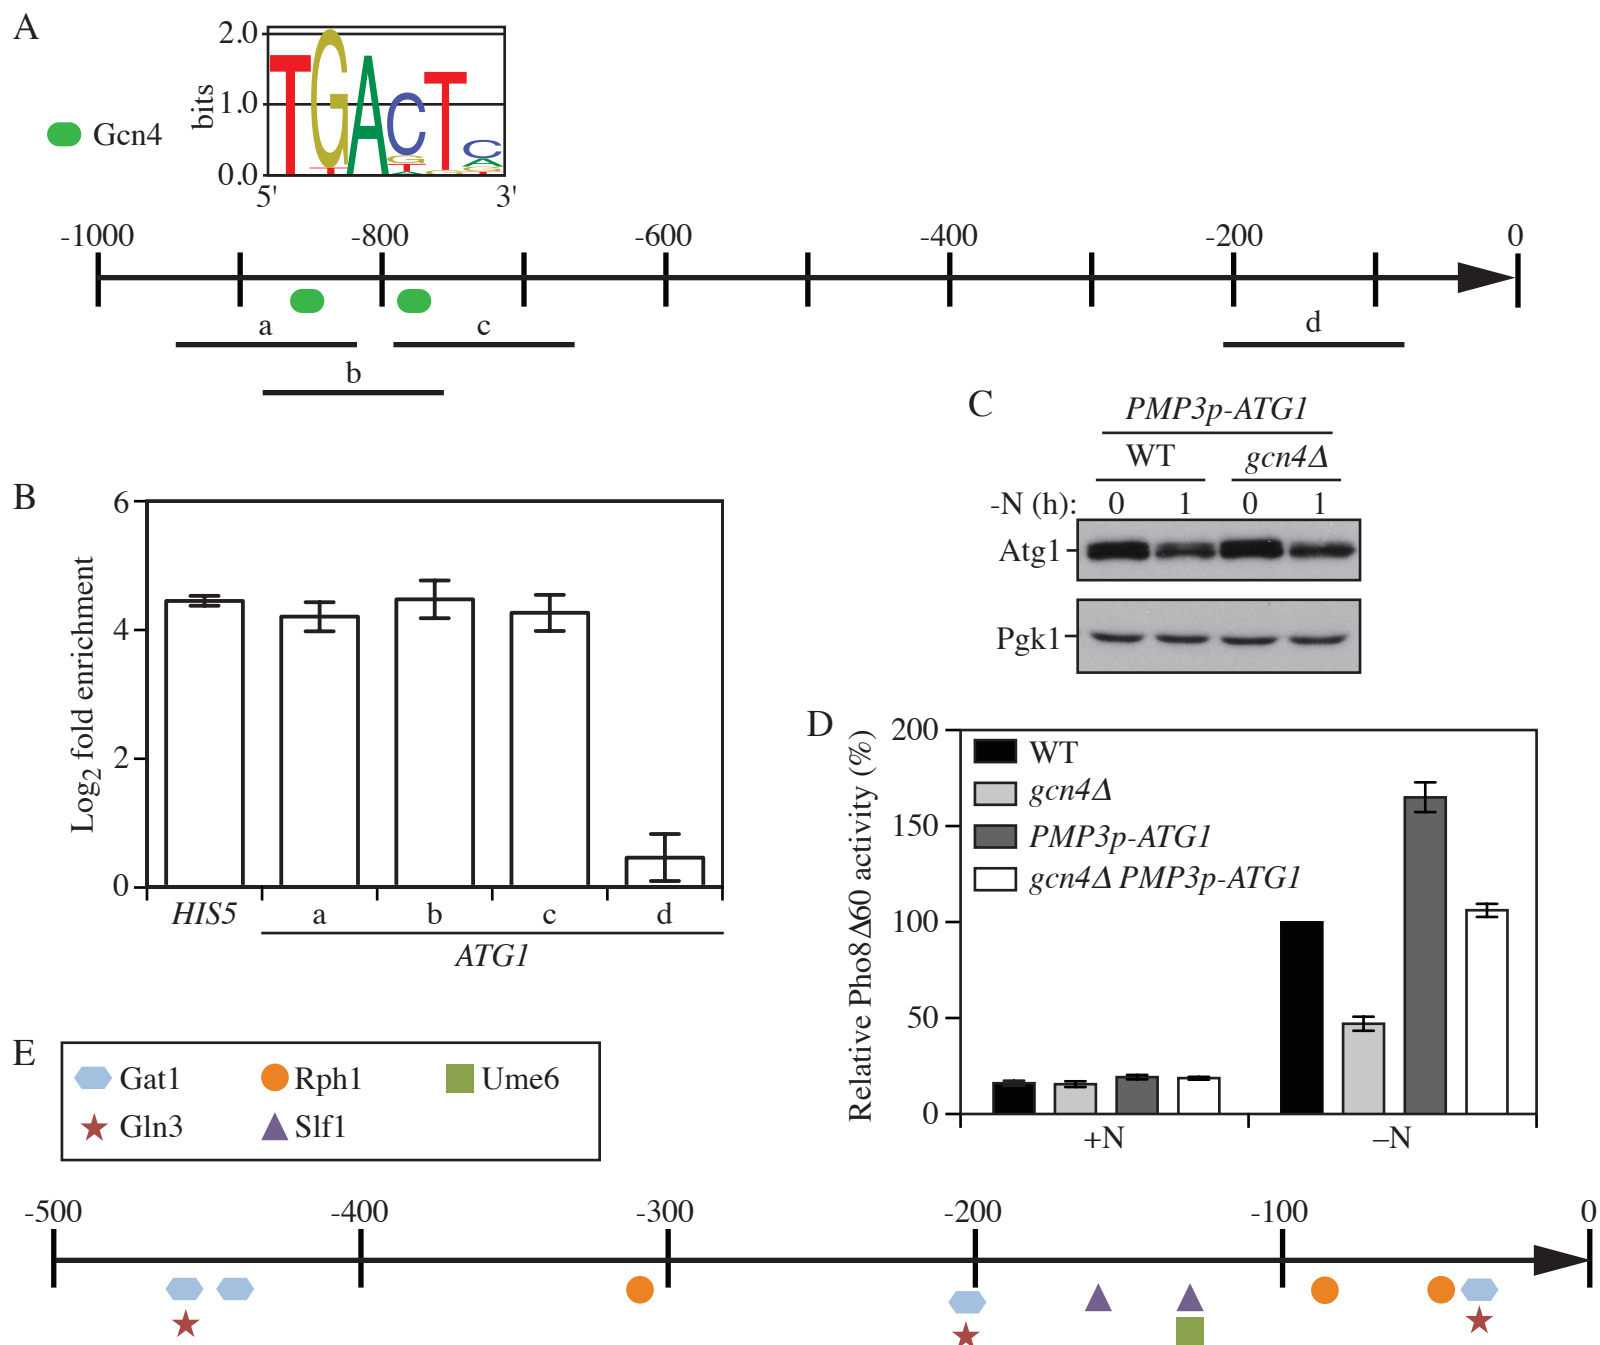 A
bits
2.0
1.0
0.0
TGACTC
5' 3'
Gcn4
-1000 -800 -600 -400 -200 0
a c d
b
B
Log2 fold enrichment
6
4
2
0
HIS5 a b c d
ATG1
C
PMP3p-ATG1
WT gcn4Δ
-N (h): 0 1 0 1
Atg1
Pgk1
D
Relative Pho8Δ60 activity (%)
200
150
100
50
0
WT
gcn4Δ
PMP3p-ATG1
gcn4Δ PMP3p-ATG1
+N –N
E
Gat1 Rph1 Ume6
Gln3 Slf1
-500 -400 -300 -200 -100 0